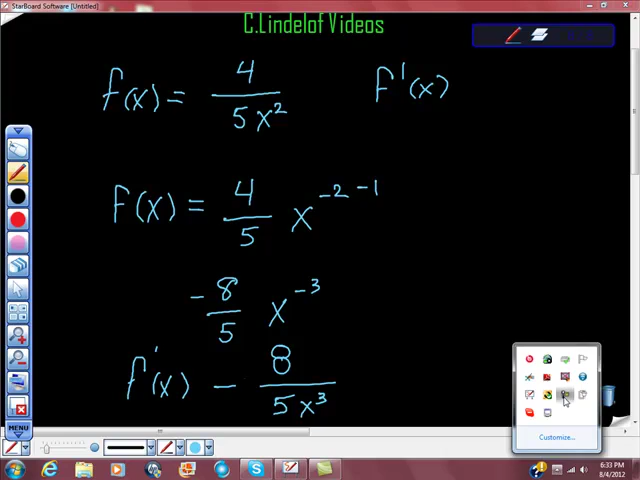 StarBoard Software [Untitled]
C.Lindelof Videos
f(x) = 4 / 5x²
f'(x)
f(x) = 4/5 x^-2 -1
-8/5 x^-3
f'(x) - 8 / 5x³
MENU
Customize...
6:33 PM
8/4/2012